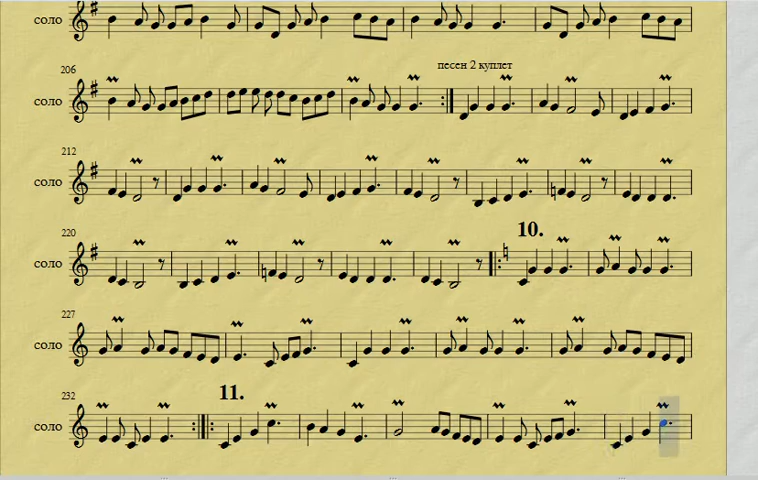 соло
206
песен 2 куплет
соло
212
соло
220
10.
соло
227
соло
232
11.
соло